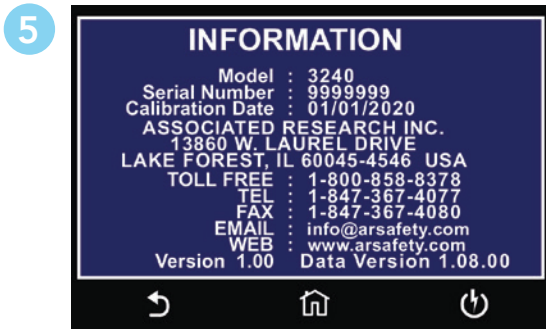 5
INFORMATION
Model : 3240
Serial Number : 9999999
Calibration Date : 01/01/2020
ASSOCIATED RESEARCH INC.
13860 W. LAUREL DRIVE
LAKE FOREST, IL 60045-4546 USA
TOLL FREE : 1-800-858-8378
TEL : 1-847-367-4077
FAX : 1-847-367-4080
EMAIL : info@arsafety.com
WEB : www.arsafety.com
Version 1.00 Data Version 1.08.00